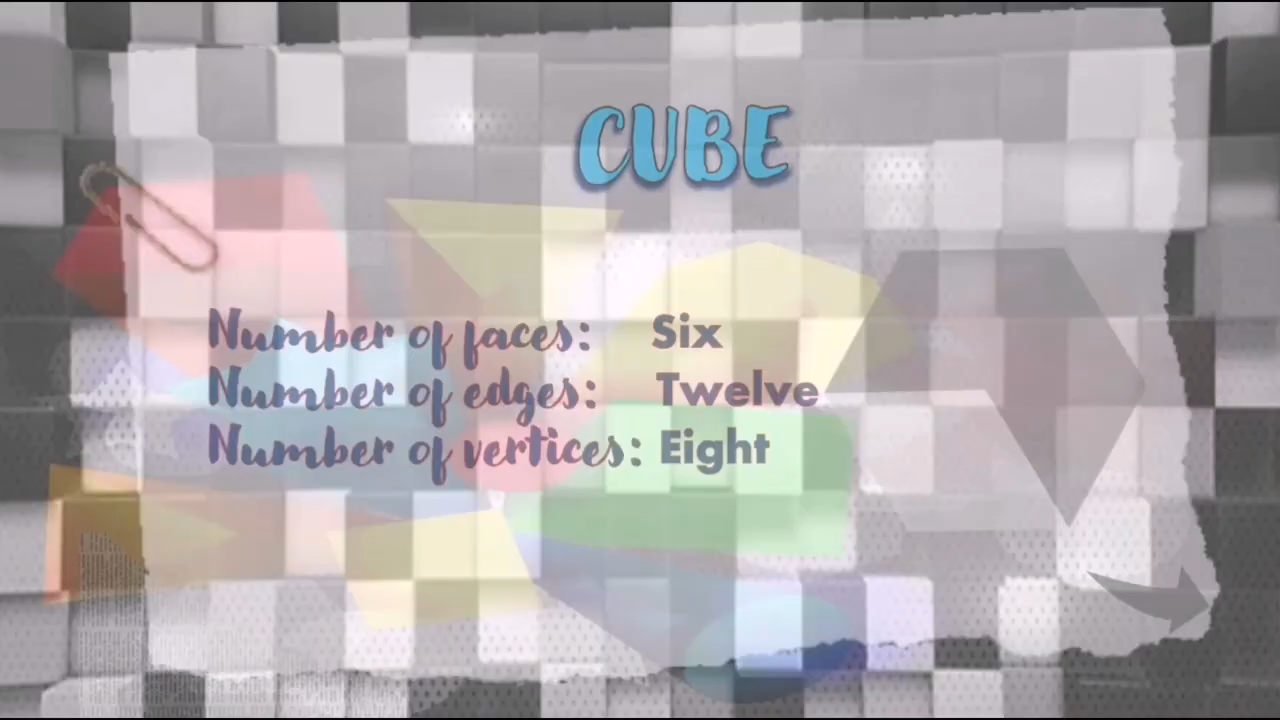 CUBE
Number of faces: Six
Number of edges: Twelve
Number of vertices: Eight